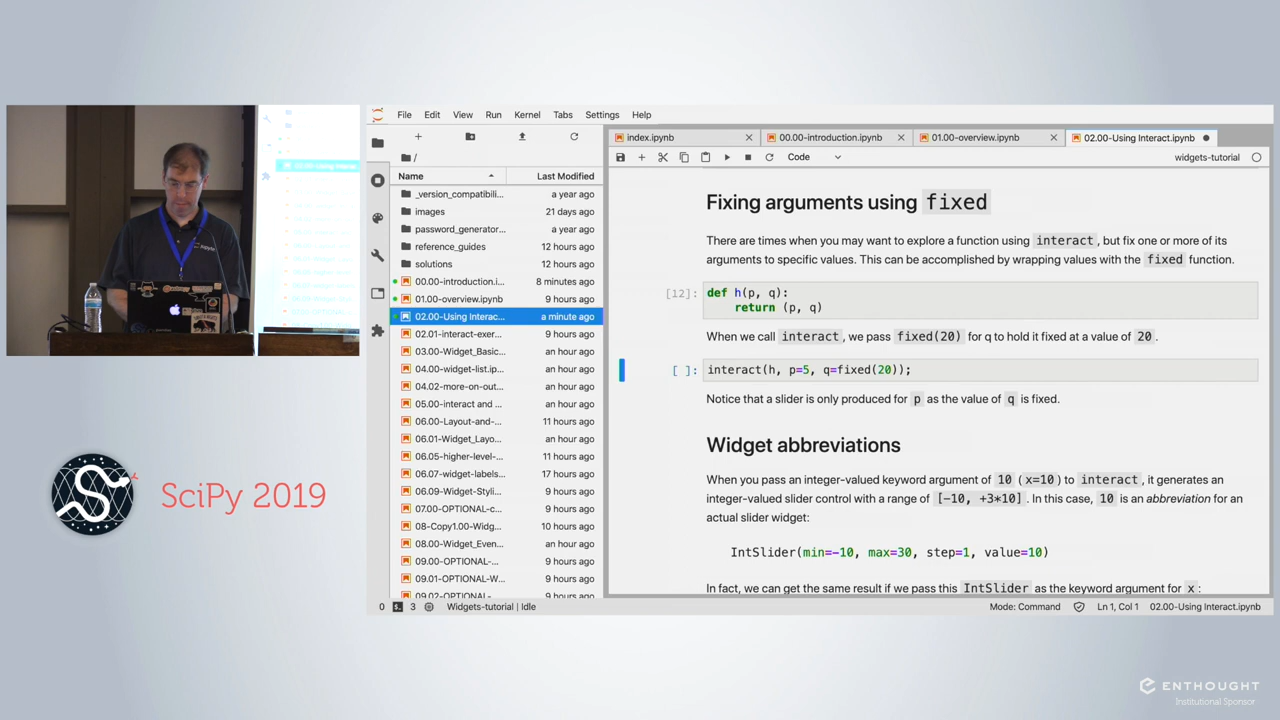 File Edit View Run Kernel Tabs Settings Help
index.ipynb
00.00-introduction.ipynb
01.00-overview.ipynb
02.00-Using Interact.ipynb
Code
widgets-tutorial
/
Name Last Modified
_version_compatibili... a year ago
images 21 days ago
password_generator... a year ago
reference_guides 12 hours ago
solutions 12 hours ago
00.00-introduction.i... 8 minutes ago
01.00-overview.ipynb 9 hours ago
02.00-Using Interac... a minute ago
02.01-interact-exer... 9 hours ago
03.00-Widget_Basic... an hour ago
04.00-widget-list.ip... an hour ago
04.02-more-on-out... an hour ago
05.00-interact and ... an hour ago
06.00-Layout-and-... 11 hours ago
06.01-Widget_Layo... an hour ago
06.05-higher-level-... 11 hours ago
06.07-widget-labels... 17 hours ago
06.09-Widget-Styli... an hour ago
07.00-OPTIONAL-c... an hour ago
08-Copy1.00-Widg... 10 hours ago
08.00-Widget_Even... an hour ago
09.00-OPTIONAL-... 9 hours ago
09.01-OPTIONAL-W... 9 hours ago
09.02-OPTIONAL-... 9 hours ago
Fixing arguments using fixed
There are times when you may want to explore a function using interact, but fix one or more of its
arguments to specific values. This can be accomplished by wrapping values with the fixed function.
[12]: def h(p, q):
return (p, q)
When we call interact, we pass fixed(20) for q to hold it fixed at a value of 20.
[ ]: interact(h, p=5, q=fixed(20));
Notice that a slider is only produced for p as the value of q is fixed.
Widget abbreviations
When you pass an integer-valued keyword argument of 10 (x=10) to interact, it generates an
integer-valued slider control with a range of [-10, +3*10]. In this case, 10 is an abbreviation for an
actual slider widget:
IntSlider(min=-10, max=30, step=1, value=10)
In fact, we can get the same result if we pass this IntSlider as the keyword argument for x:
0 3 Widgets-tutorial | Idle
Mode: Command Ln 1, Col 1 02.00-Using Interact.ipynb
SciPy 2019
ENTHOUGHT
Institutional Sponsor